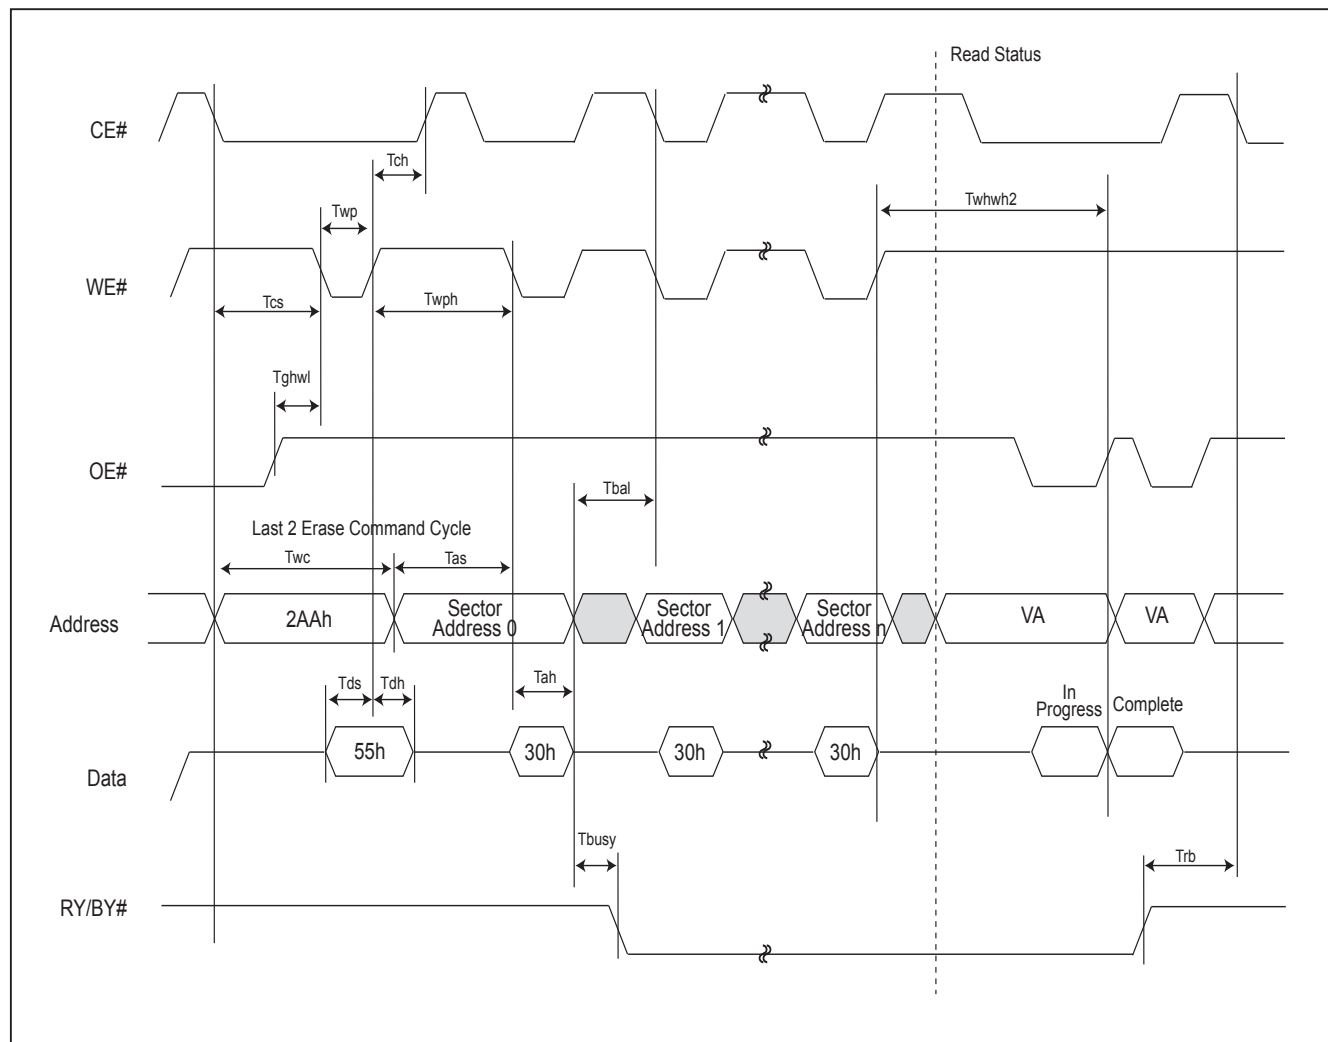 Read Status
CE#
Tch
Twhwh2
Twp
WE#
Tcs
Twph
Tghwl
OE#
Tbal
Last 2 Erase Command Cycle
Twc
Tas
Address
2AAh
Sector
Address 0
Sector
Address 1
Sector
Address n
VA
VA
Tds
Tdh
Tah
In
Progress
Complete
Data
55h
30h
30h
30h
Tbusy
Trb
RY/BY#